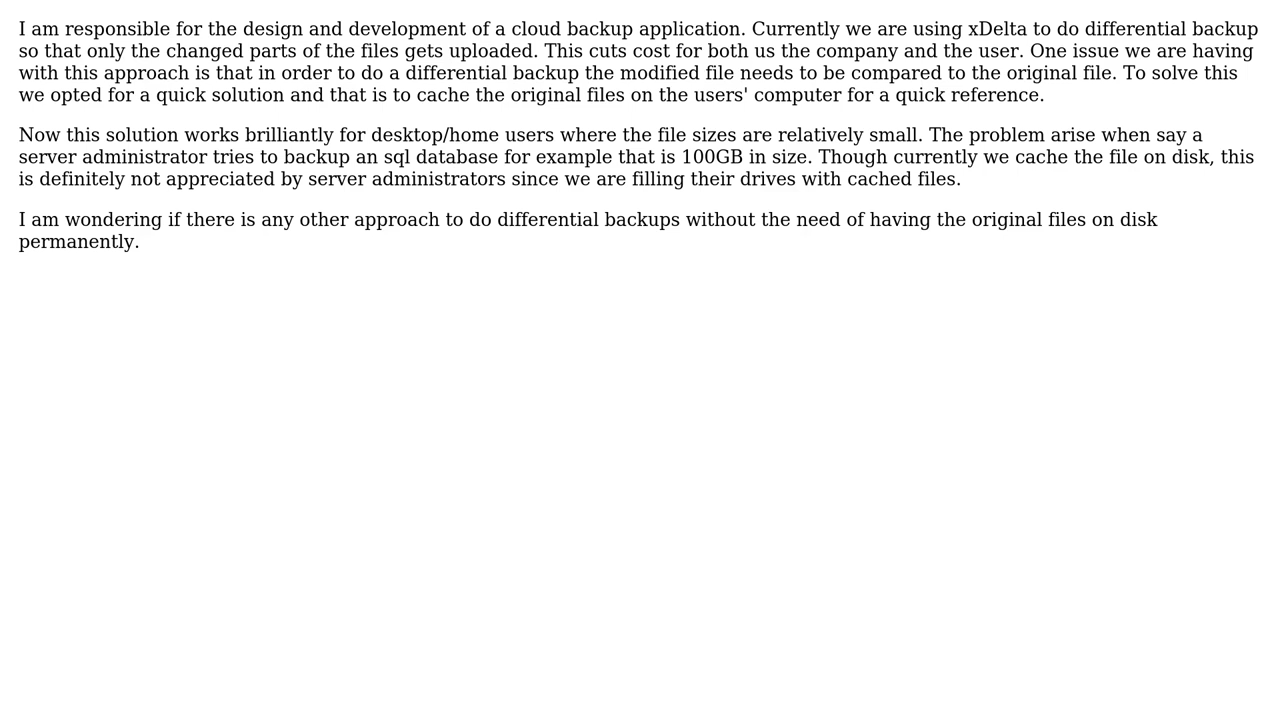 I am responsible for the design and development of a cloud backup application. Currently we are using xDelta to do differential backup
so that only the changed parts of the files gets uploaded. This cuts cost for both us the company and the user. One issue we are having
with this approach is that in order to do a differential backup the modified file needs to be compared to the original file. To solve this
we opted for a quick solution and that is to cache the original files on the users' computer for a quick reference.
Now this solution works brilliantly for desktop/home users where the file sizes are relatively small. The problem arise when say a
server administrator tries to backup an sql database for example that is 100GB in size. Though currently we cache the file on disk, this
is definitely not appreciated by server administrators since we are filling their drives with cached files.
I am wondering if there is any other approach to do differential backups without the need of having the original files on disk
permanently.